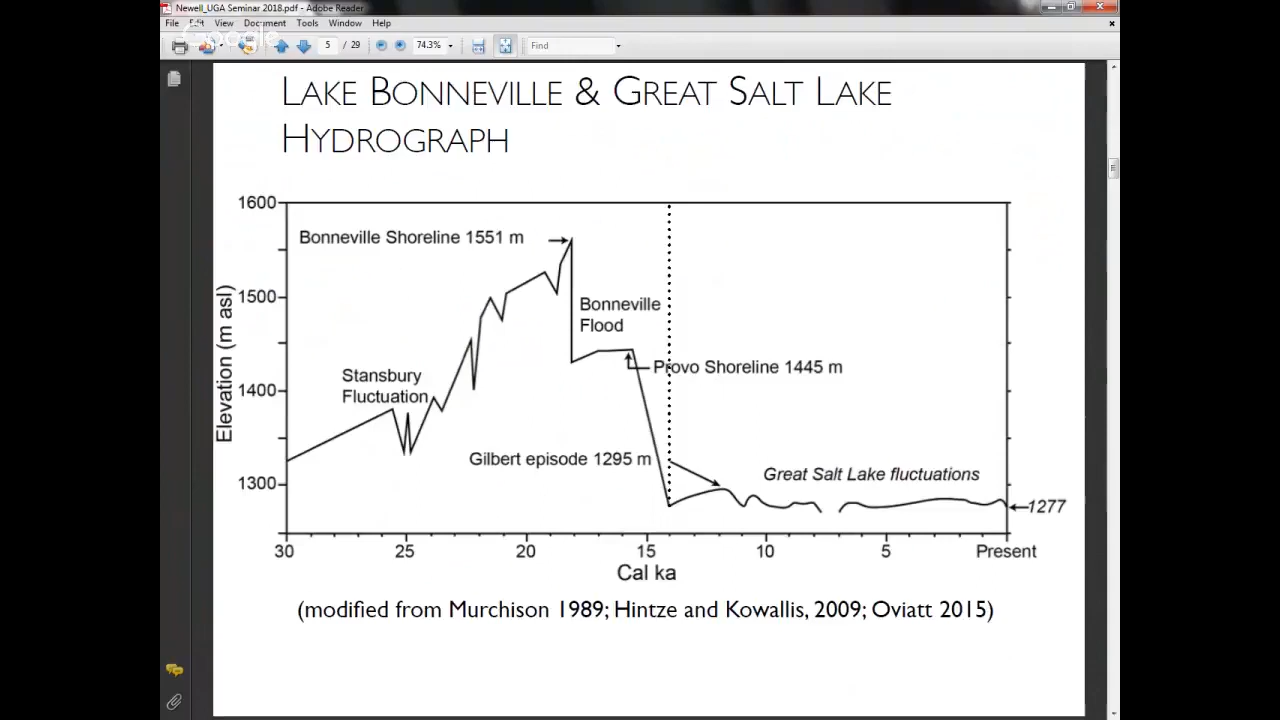 Newell_UGA Seminar 2018.pdf - Adobe Reader
File Edit View Document Tools Window Help
Google
5 / 29 74.3% Find
LAKE BONNEVILLE & GREAT SALT LAKE
HYDROGRAPH
1600
Bonneville Shoreline 1551 m
1500
Bonneville
Flood
Provo Shoreline 1445 m
Stansbury
Fluctuation
1400
Elevation (m asl)
Gilbert episode 1295 m
Great Salt Lake fluctuations
1300
1277
30 25 20 15 10 5 Present
Cal ka
(modified from Murchison 1989; Hintze and Kowallis, 2009; Oviatt 2015)